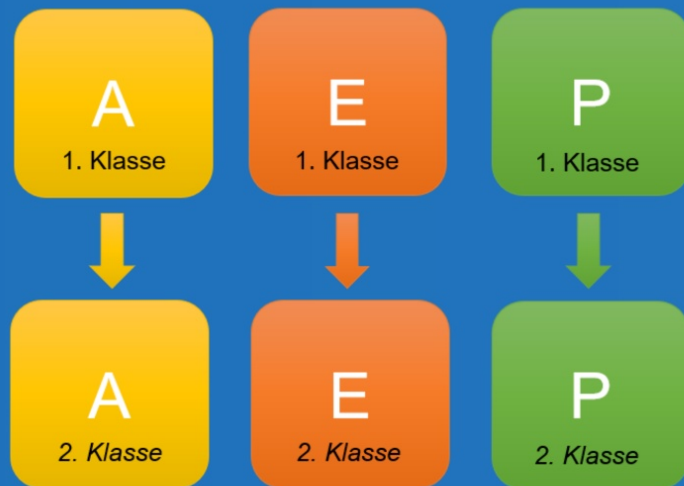 A E P
1. Klasse 1. Klasse 1. Klasse
A E P
2. Klasse 2. Klasse 2. Klasse